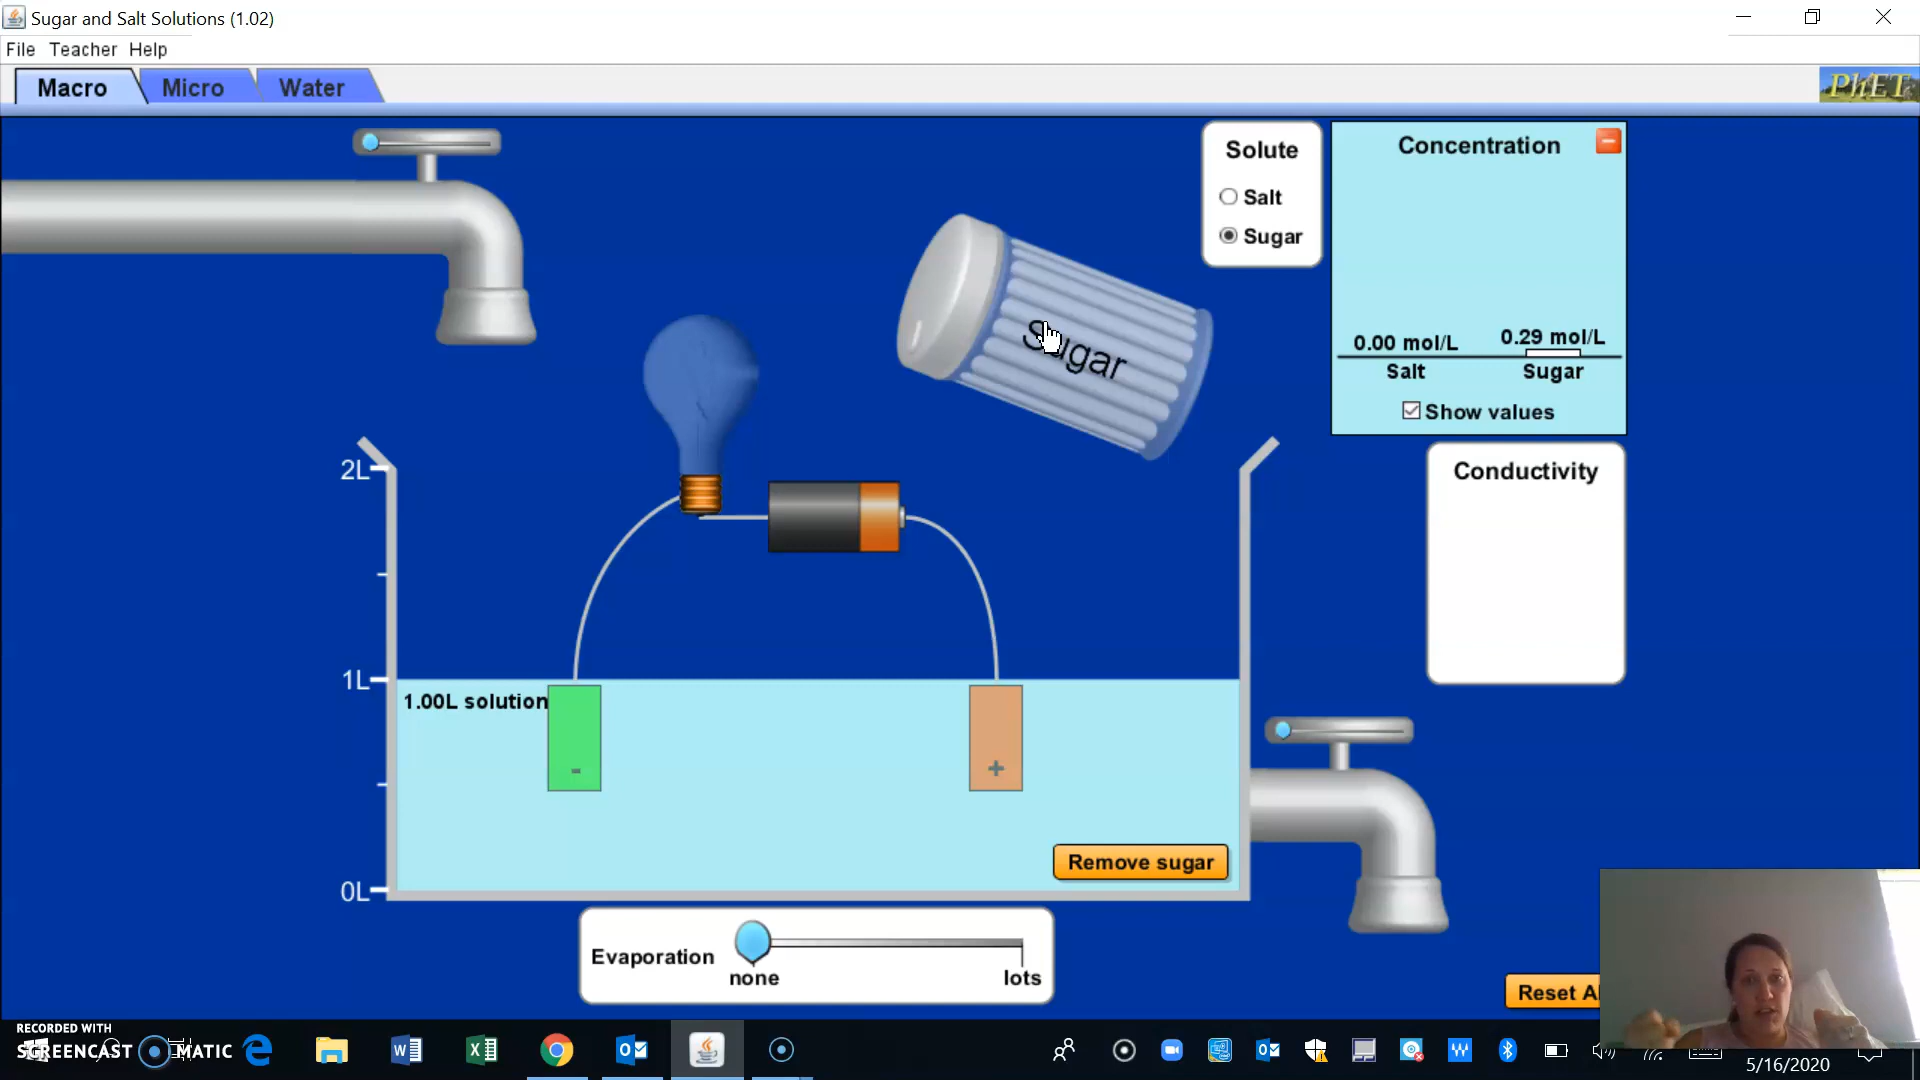 Sugar and Salt Solutions (1.02)
File Teacher Help
Macro Micro Water
PhET
Solute
Salt
Sugar
Concentration
0.00 mol/L 0.29 mol/L
Salt Sugar
Show values
Sugar
2L
Conductivity
1L
1.00L solution
-
+
Remove sugar
0L
Evaporation
none lots
Reset Al
RECORDED WITH
SCREENCAST MATIC
5/16/2020